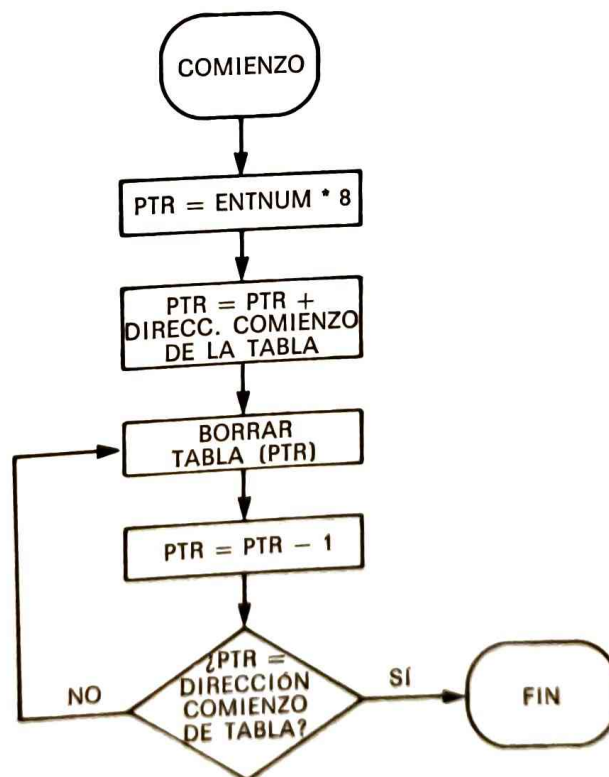 COMIENZO
PTR = ENTNUM * 8
PTR = PTR +
DIRECC. COMIENZO
DE LA TABLA
BORRAR
TABLA (PTR)
PTR = PTR – 1
¿PTR =
DIRECCIÓN
COMIENZO
DE TABLA?
NO
SÍ
FIN